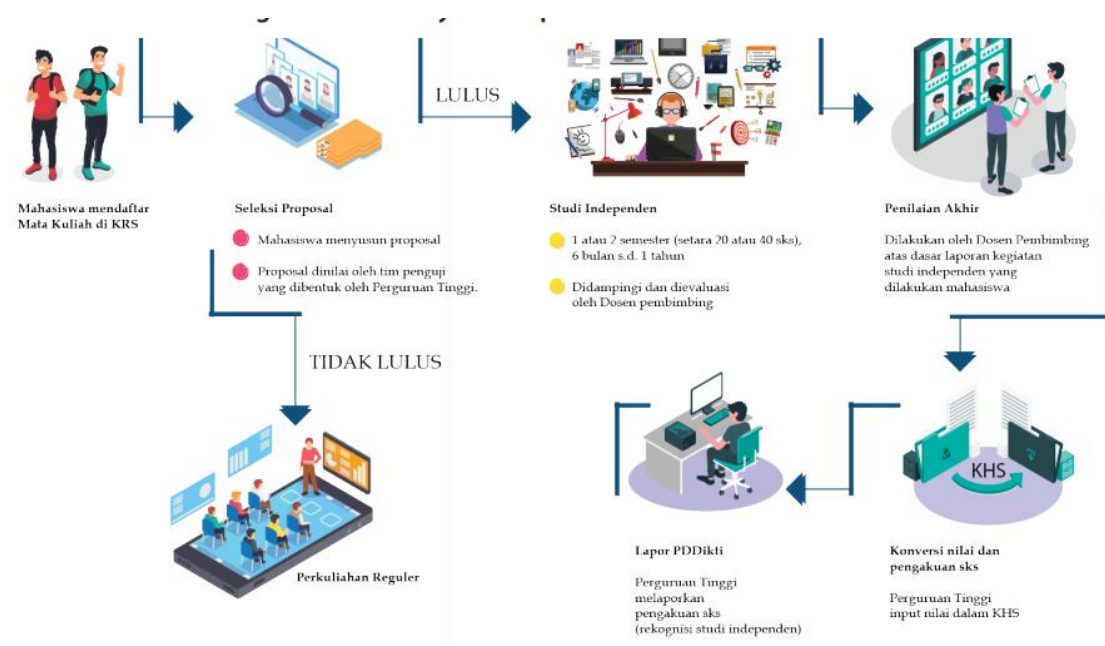 LULUS
Mahasiswa mendaftar
Mata Kuliah di KRS
Seleksi Proposal
Mahasiswa menyusun proposal
Proposal dinilai oleh tim penguji
yang dibentuk oleh Perguruan Tinggi.
Studi Independen
1 atau 2 semester (setara 20 atau 40 sks),
6 bulan s.d. 1 tahun
Didampingi dan dievaluasi
oleh Dosen pembimbing
Penilaian Akhir
Dilakukan oleh Dosen Pembimbing
atas dasar laporan kegiatan
studi independen yang
dilakukan mahasiswa
TIDAK LULUS
Perkuliahan Reguler
Lapor PDDikti
Perguruan Tinggi
melaporkan
pengakuan sks
(rekognisi studi independen)
KHS
Konversi nilai dan
pengakuan sks
Perguruan Tinggi
input nilai dalam KHS